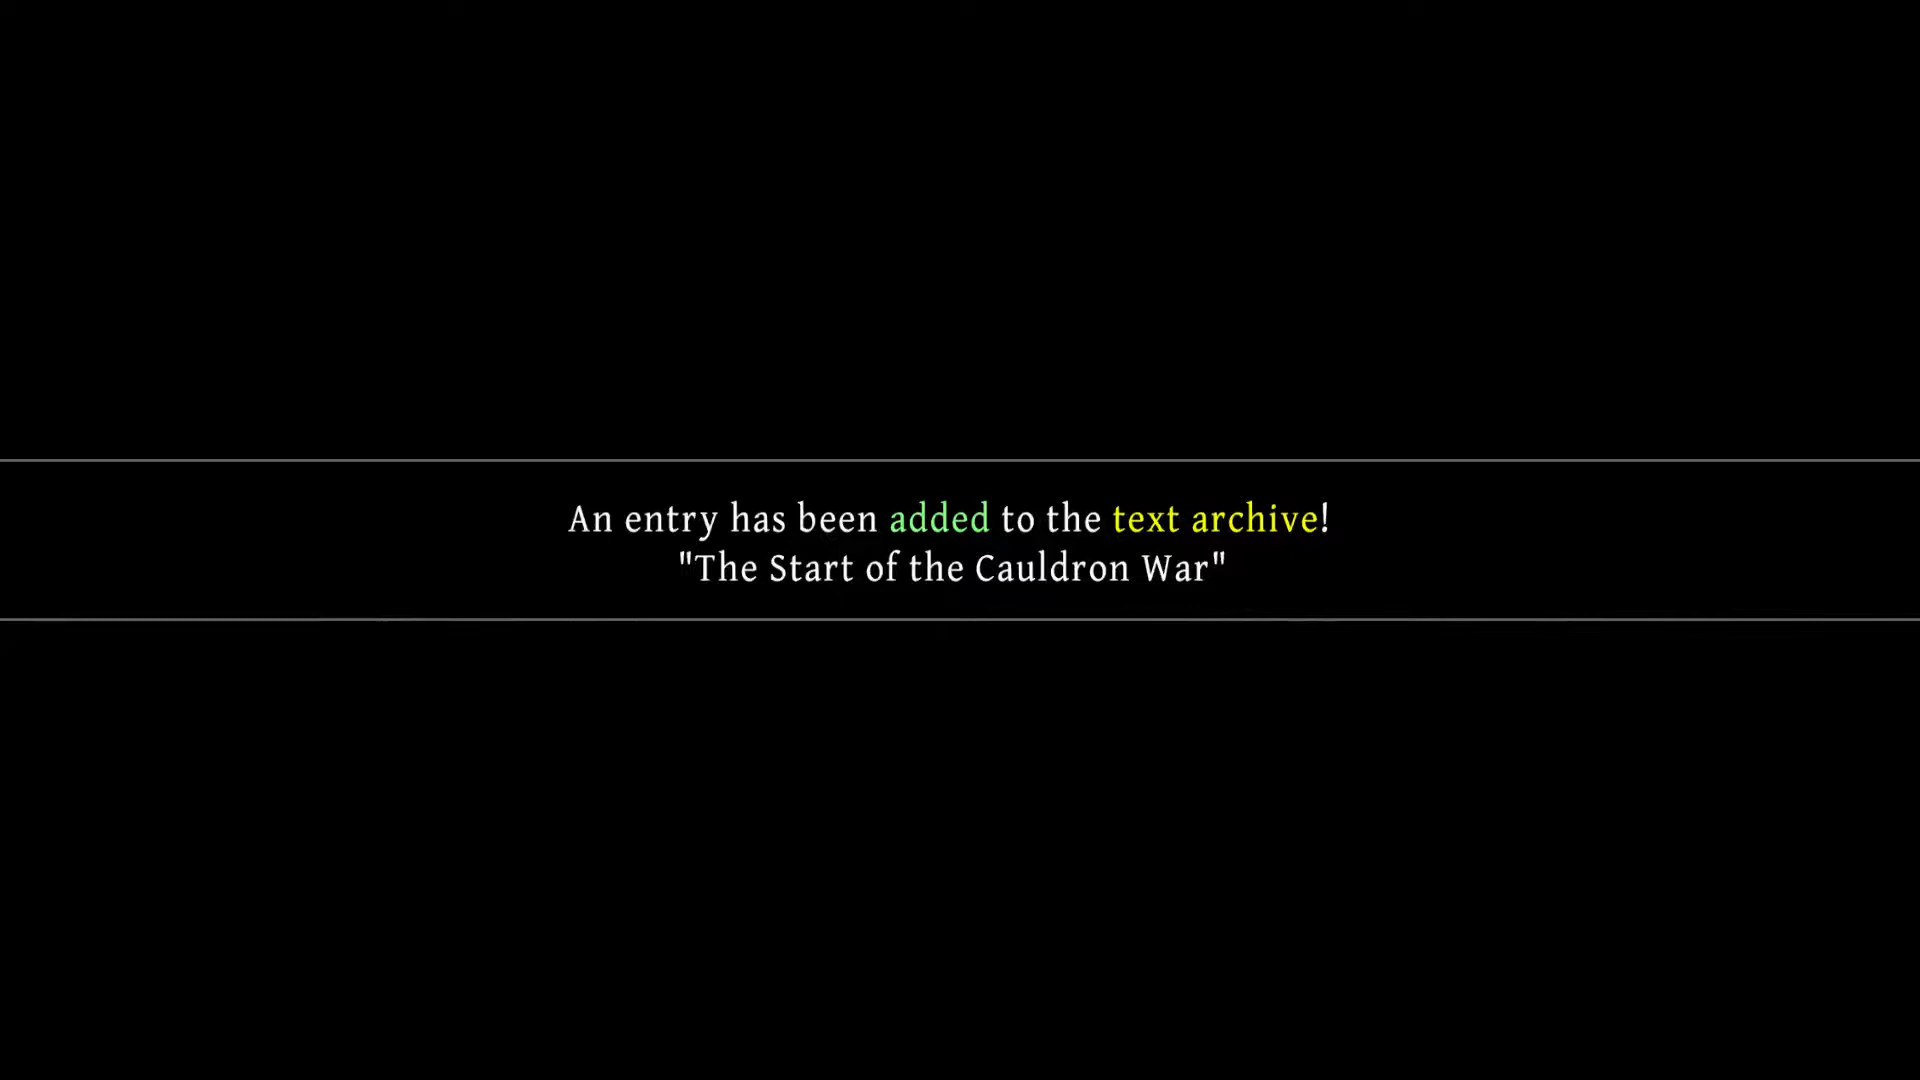 An entry has been added to the text archive!
"The Start of the Cauldron War"